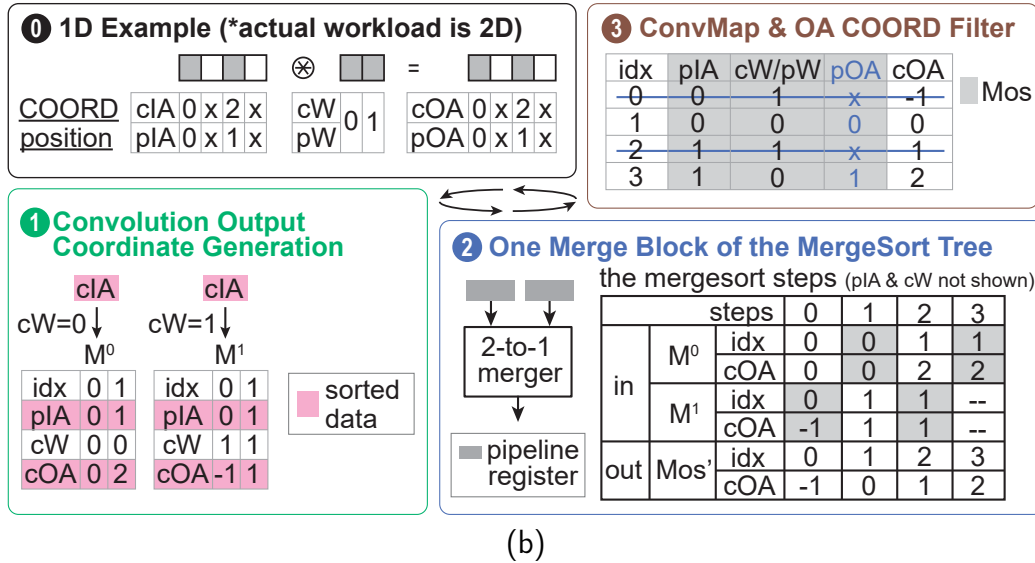 0 1D Example (*actual workload is 2D)
⊛ =
COORD cIA 0 x 2 x cW 0 1 cOA 0 x 2 x
position pIA 0 x 1 x pW pOA 0 x 1 x
3 ConvMap & OA COORD Filter
idx pIA cW/pW pOA cOA
0 0 1 x -1
1 0 0 0 0
2 1 1 x 1
3 1 0 1 2
Mos
1 Convolution Output
Coordinate Generation
cIA cIA
cW=0 cW=1
M⁰ M¹
idx 0 1 idx 0 1
pIA 0 1 pIA 0 1
cW 0 0 cW 1 1
cOA 0 2 cOA -1 1
sorted
data
2 One Merge Block of the MergeSort Tree
2-to-1
merger
pipeline
register
the mergesort steps (pIA & cW not shown)
steps 0 1 2 3
in M⁰ idx 0 0 1 1
cOA 0 0 2 2
M¹ idx 0 1 1 --
cOA -1 1 1 --
out Mos' idx 0 1 2 3
cOA -1 0 1 2
(b)